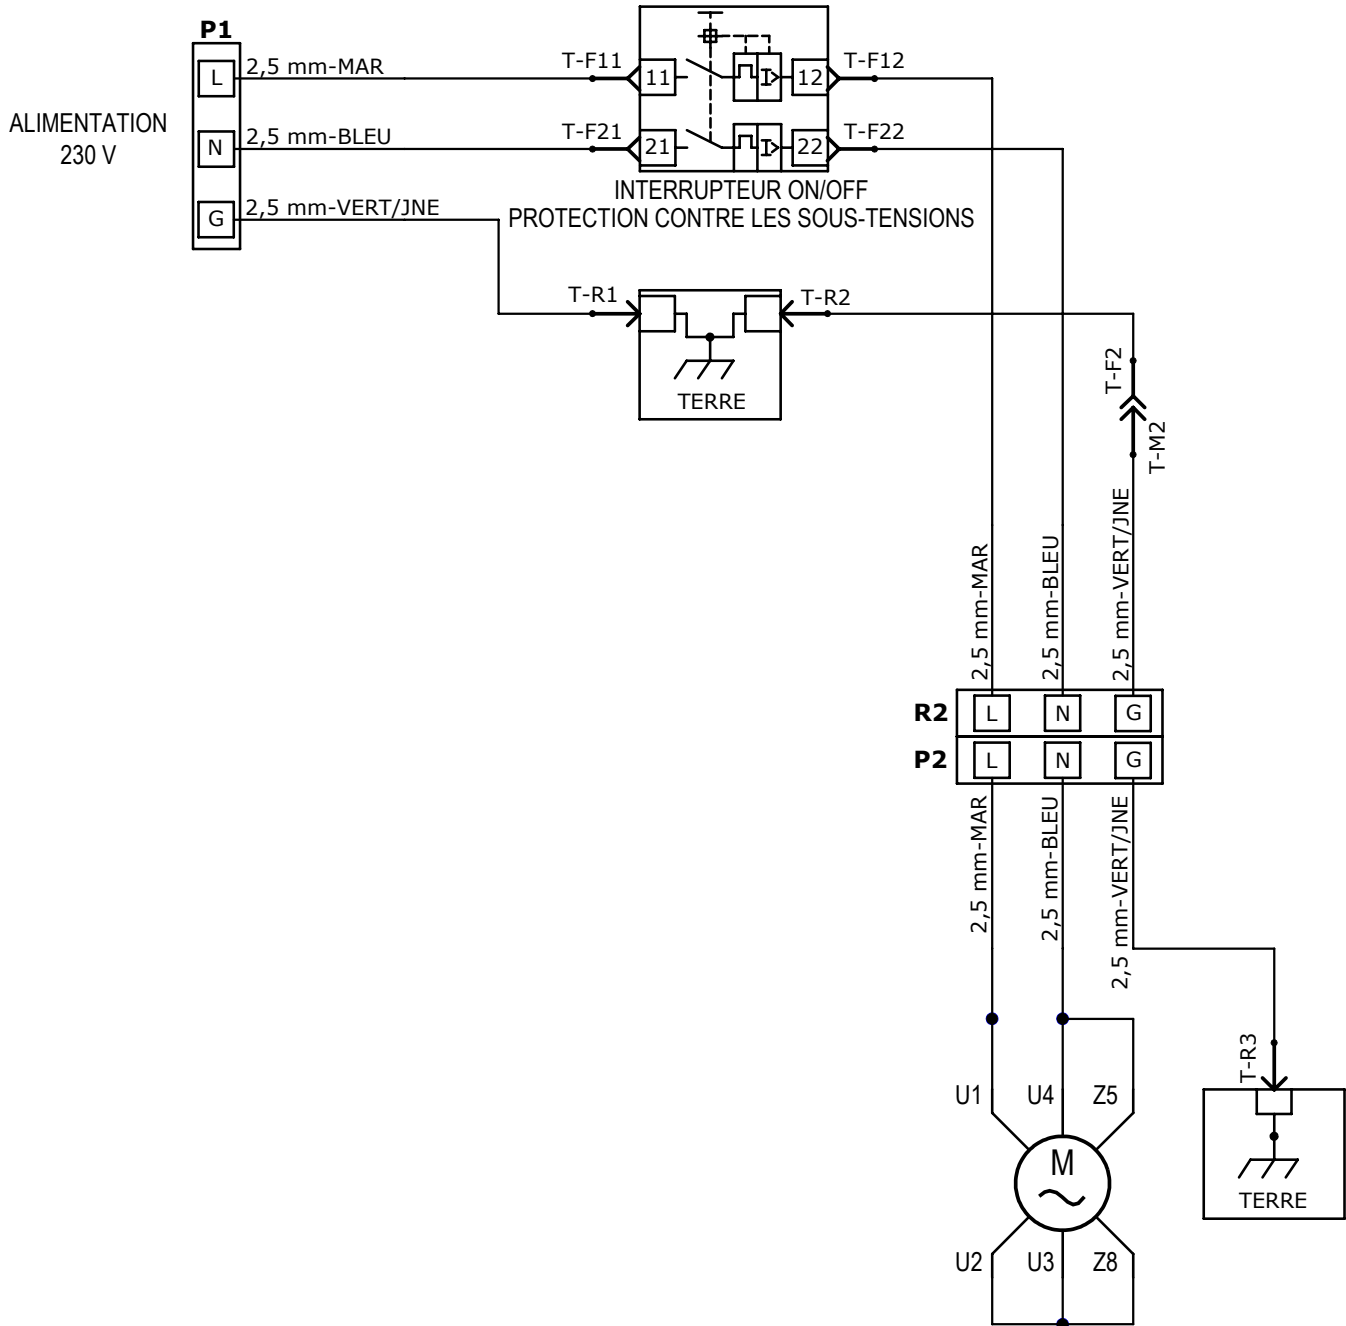 P1
ALIMENTATION
230 V
L
2,5 mm-MAR
N
2,5 mm-BLEU
G
2,5 mm-VERT/JNE
T-F11
11
12
T-F12
T-F21
21
22
T-F22
INTERRUPTEUR ON/OFF
PROTECTION CONTRE LES SOUS-TENSIONS
T-R1
T-R2
TERRE
T-F2
T-M2
2,5 mm-MAR
2,5 mm-BLEU
2,5 mm-VERT/JNE
R2
L
N
G
P2
L
N
G
2,5 mm-MAR
2,5 mm-BLEU
2,5 mm-VERT/JNE
T-R3
TERRE
U1
U4
Z5
M
U2
U3
Z8